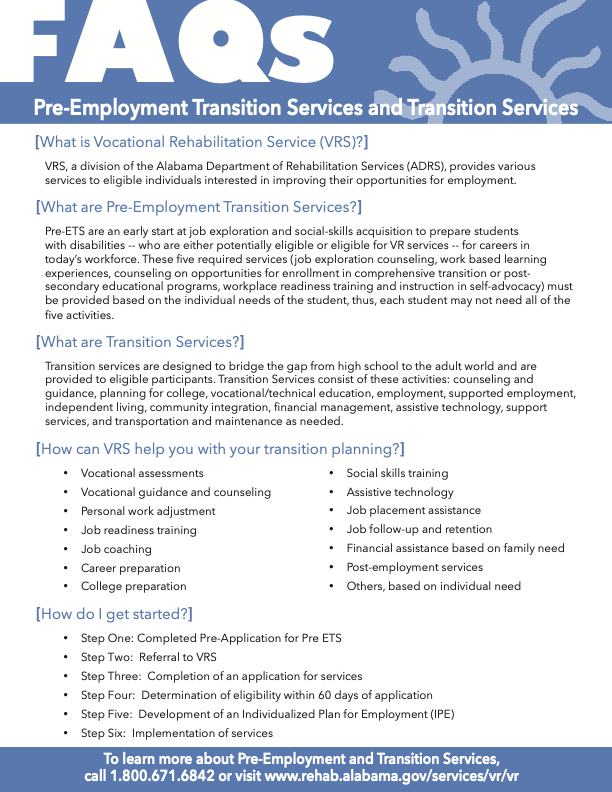 FAQs
Pre-Employment Transition Services and Transition Services
[What is Vocational Rehabilitation Service (VRS)?]
VRS, a division of the Alabama Department of Rehabilitation Services (ADRS), provides various
services to eligible individuals interested in improving their opportunities for employment.
[What are Pre-Employment Transition Services?]
Pre-ETS are an early start at job exploration and social-skills acquisition to prepare students
with disabilities -- who are either potentially eligible or eligible for VR services -- for careers in
today's workforce. These five required services (job exploration counseling, work based learning
experiences, counseling on opportunities for enrollment in comprehensive transition or post-
secondary educational programs, workplace readiness training and instruction in self-advocacy) must
be provided based on the individual needs of the student, thus, each student may not need all of the
five activities.
[What are Transition Services?]
Transition services are designed to bridge the gap from high school to the adult world and are
provided to eligible participants. Transition Services consist of these activities: counseling and
guidance, planning for college, vocational/technical education, employment, supported employment,
independent living, community integration, financial management, assistive technology, support
services, and transportation and maintenance as needed.
[How can VRS help you with your transition planning?]
• Vocational assessments
• Vocational guidance and counseling
• Personal work adjustment
• Job readiness training
• Job coaching
• Career preparation
• College preparation
• Social skills training
• Assistive technology
• Job placement assistance
• Job follow-up and retention
• Financial assistance based on family need
• Post-employment services
• Others, based on individual need
[How do I get started?]
• Step One: Completed Pre-Application for Pre ETS
• Step Two: Referral to VRS
• Step Three: Completion of an application for services
• Step Four: Determination of eligibility within 60 days of application
• Step Five: Development of an Individualized Plan for Employment (IPE)
• Step Six: Implementation of services
To learn more about Pre-Employment and Transition Services,
call 1.800.671.6842 or visit www.rehab.alabama.gov/services/vr/vr